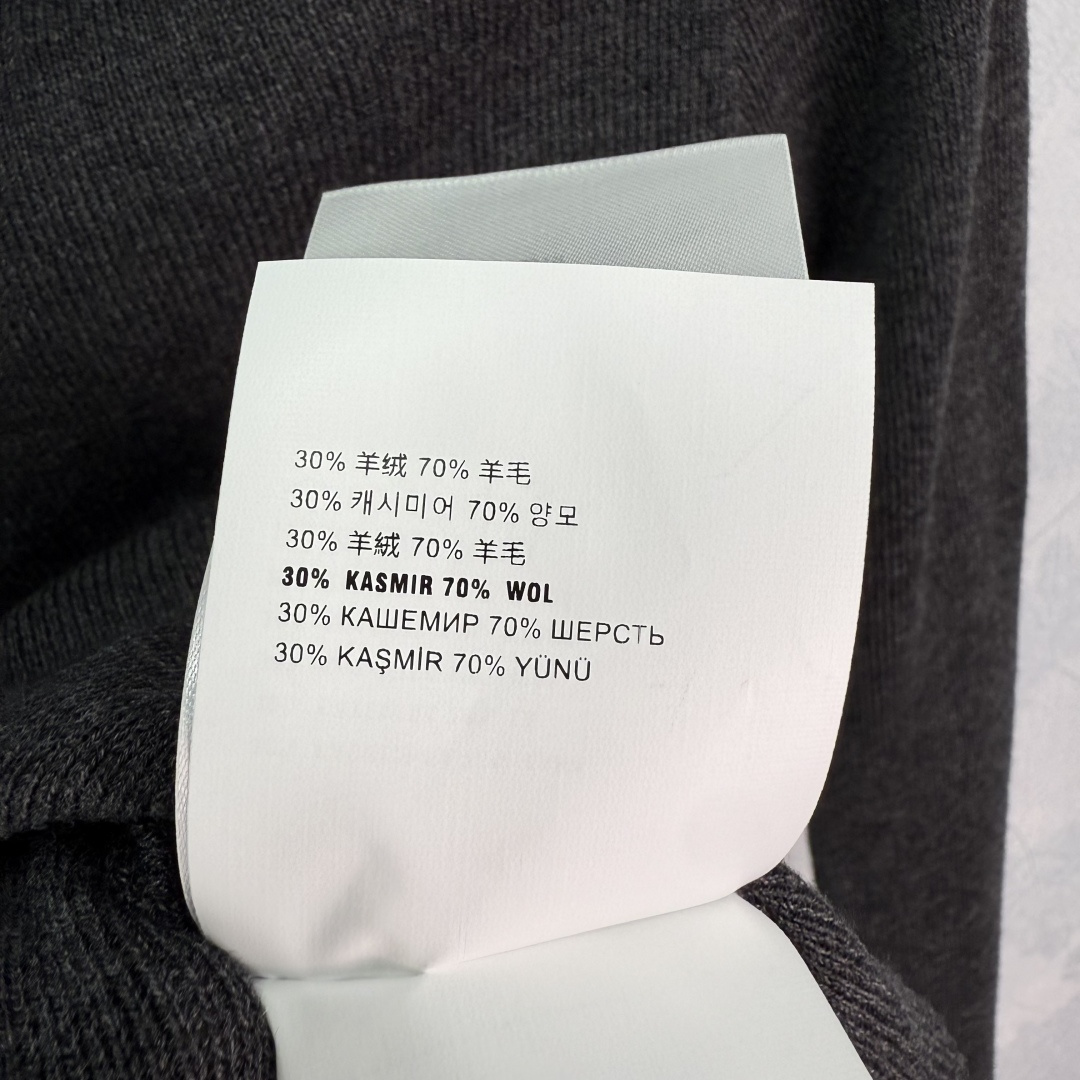 30% 羊绒 70% 羊毛
30% 캐시미어 70% 양모
30% 羊絨 70% 羊毛
30% KASMIR 70% WOL
30% КАШЕМИР 70% ШЕРСТЬ
30% KAŞMİR 70% YÜNÜ